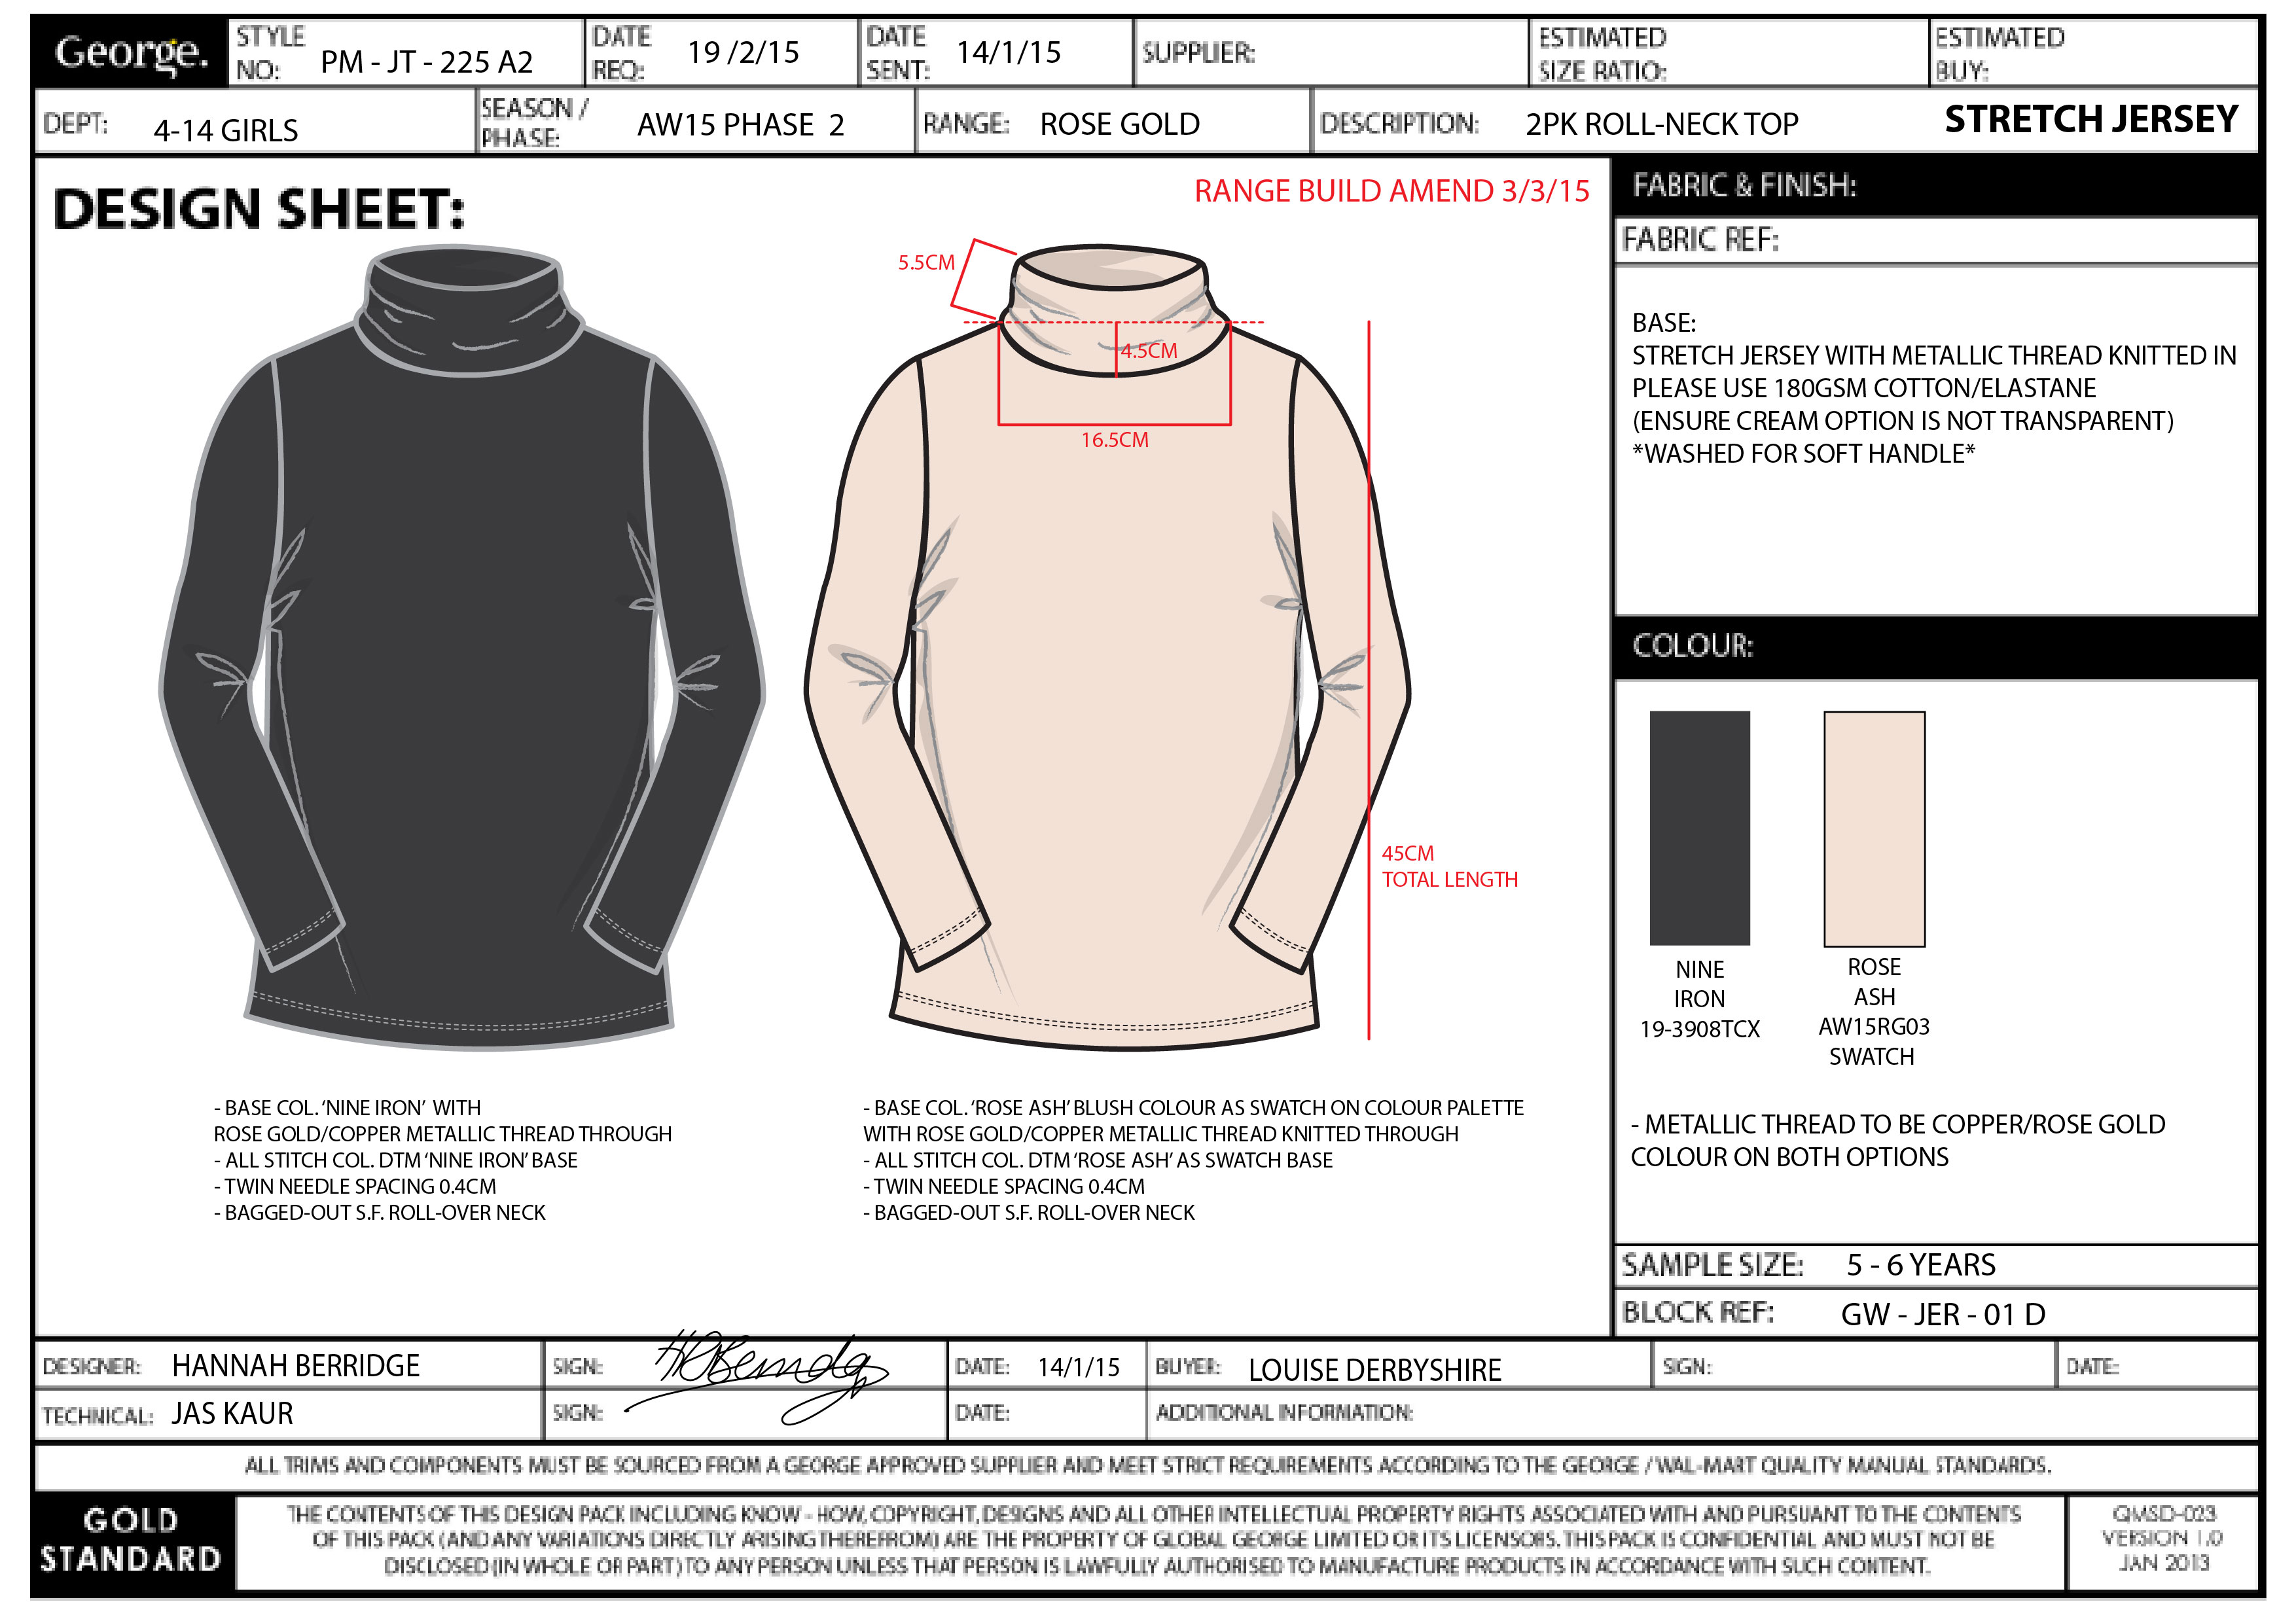 George.
STYLE NO: PM - JT - 225 A2
DATE REQ: 19 /2/15
DATE SENT: 14/1/15
SUPPLIER:
ESTIMATED SIZE RATIO:
ESTIMATED BUY:
DEPT: 4-14 GIRLS
SEASON / PHASE: AW15 PHASE 2
RANGE: ROSE GOLD
DESCRIPTION: 2PK ROLL-NECK TOP STRETCH JERSEY
DESIGN SHEET:
RANGE BUILD AMEND 3/3/15
5.5CM
4.5CM
16.5CM
45CM
TOTAL LENGTH
- BASE COL. 'NINE IRON' WITH
ROSE GOLD/COPPER METALLIC THREAD THROUGH
- ALL STITCH COL. DTM 'NINE IRON' BASE
- TWIN NEEDLE SPACING 0.4CM
- BAGGED-OUT S.F. ROLL-OVER NECK
- BASE COL. 'ROSE ASH' BLUSH COLOUR AS SWATCH ON COLOUR PALETTE
WITH ROSE GOLD/COPPER METALLIC THREAD KNITTED THROUGH
- ALL STITCH COL. DTM 'ROSE ASH' AS SWATCH BASE
- TWIN NEEDLE SPACING 0.4CM
- BAGGED-OUT S.F. ROLL-OVER NECK
FABRIC & FINISH:
FABRIC REF:
BASE:
STRETCH JERSEY WITH METALLIC THREAD KNITTED IN
PLEASE USE 180GSM COTTON/ELASTANE
(ENSURE CREAM OPTION IS NOT TRANSPARENT)
*WASHED FOR SOFT HANDLE*
COLOUR:
NINE
IRON
19-3908TCX
ROSE
ASH
AW15RG03
SWATCH
- METALLIC THREAD TO BE COPPER/ROSE GOLD
COLOUR ON BOTH OPTIONS
SAMPLE SIZE: 5 - 6 YEARS
BLOCK REF: GW - JER - 01 D
DESIGNER: HANNAH BERRIDGE
SIGN:
DATE: 14/1/15
BUYER: LOUISE DERBYSHIRE
SIGN:
DATE:
TECHNICAL: JAS KAUR
SIGN:
DATE:
ADDITIONAL INFORMATION:
ALL TRIMS AND COMPONENTS MUST BE SOURCED FROM A GEORGE APPROVED SUPPLIER AND MEET STRICT REQUIREMENTS ACCORDING TO THE GEORGE / WAL-MART QUALITY MANUAL STANDARDS.
GOLD
STANDARD
THE CONTENTS OF THIS DESIGN PACK INCLUDING KNOW - HOW, COPYRIGHT, DESIGNS AND ALL OTHER INTELLECTUAL PROPERTY RIGHTS ASSOCIATED WITH AND PURSUANT TO THE CONTENTS
OF THIS PACK (AND ANY VARIATIONS DIRECTLY ARISING THEREFROM) ARE THE PROPERTY OF GLOBAL GEORGE LIMITED OR ITS LICENSORS. THIS PACK IS CONFIDENTIAL AND MUST NOT BE
DISCLOSED (IN WHOLE OR PART) TO ANY PERSON UNLESS THAT PERSON IS LAWFULLY AUTHORISED TO MANUFACTURE PRODUCTS IN ACCORDANCE WITH SUCH CONTENT.
QMSD-023
VERSION 1.0
JAN 2013